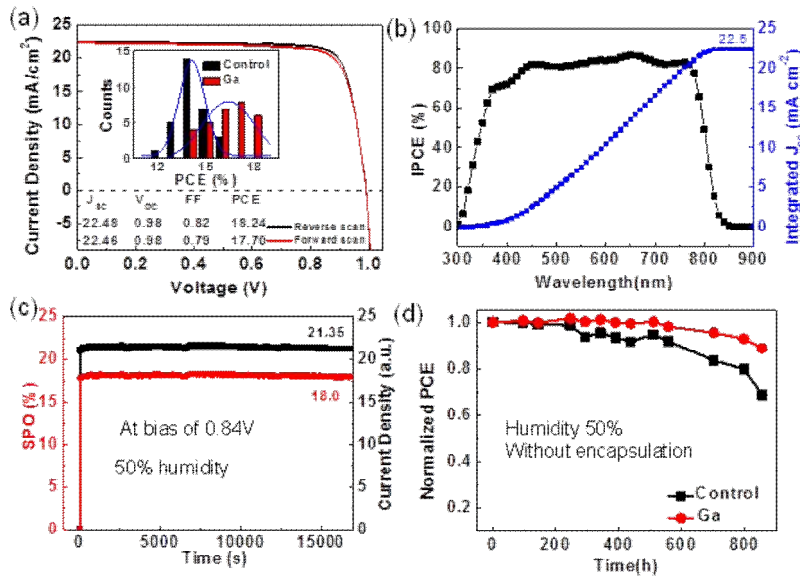 (a)
Current Density (mA/cm²)
25
20
15
10
5
0
-5
0.0 0.2 0.4 0.6 0.8 1.0
Voltage (V)
Counts
15
10
5
0
12 15 18
PCE (%)
Control
Ga
Jsc Voc FF PCE
22.48 0.98 0.82 18.24 Reverse scan
22.46 0.98 0.79 17.70 Forward scan
(b)
IPCE (%)
120
100
80
60
40
20
0
300 400 500 600 700 800 900
Wavelength(nm)
22.5
25
20
15
10
5
0
Integrated Jsc (mA cm-2)
(c)
SPO (%)
25
20
15
10
5
0
0 5000 10000 15000
Time (s)
21.35
18.0
At bias of 0.84V
50% humidity
25
20
15
10
5
0
Current Density (a.u.)
(d)
Normalized PCE
1.0
0.8
0.6
0.4
0.2
0 200 400 600 800
Time(h)
Humidity 50%
Without encapsulation
Control
Ga